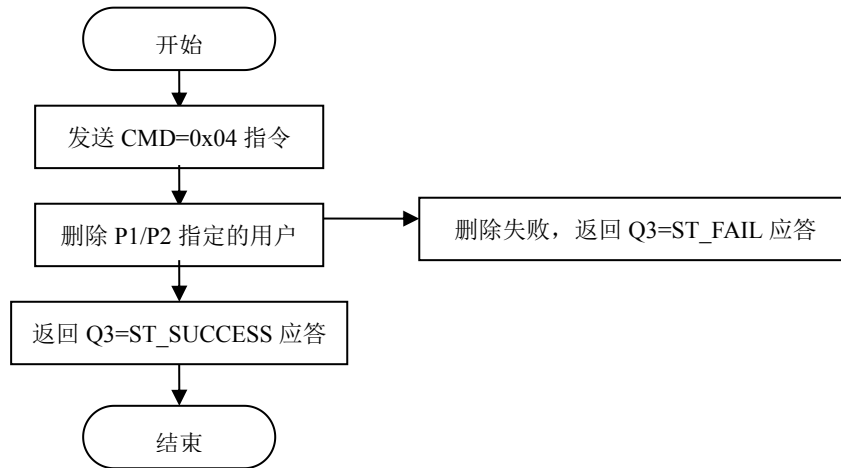 开始
发送 CMD=0x04 指令
删除 P1/P2 指定的用户
删除失败，返回 Q3=ST_FAIL 应答
返回 Q3=ST_SUCCESS 应答
结束